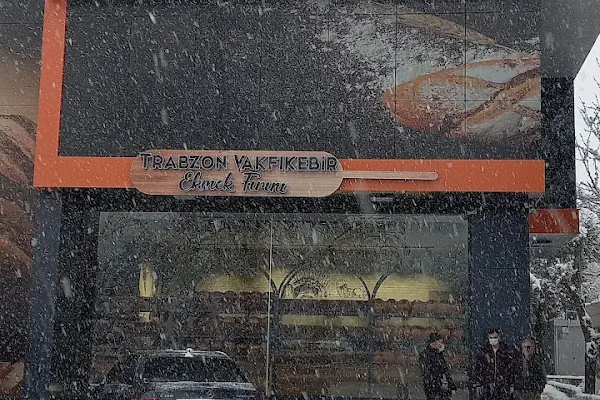 TRABZON VAKFIKEBİR
Ekmek Fırını